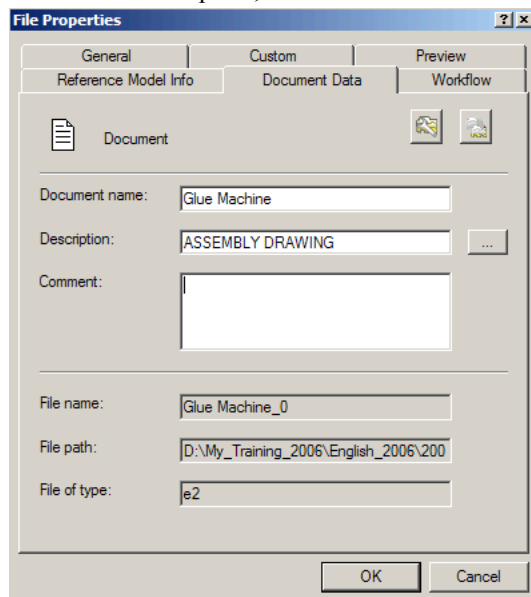 File Properties
General Custom Preview
Reference Model Info Document Data Workflow
Document
Document name: Glue Machine
Description: ASSEMBLY DRAWING ...
Comment:
File name: Glue Machine_0
File path: D:\My_Training_2006\English_2006\200
File of type: e2
OK Cancel